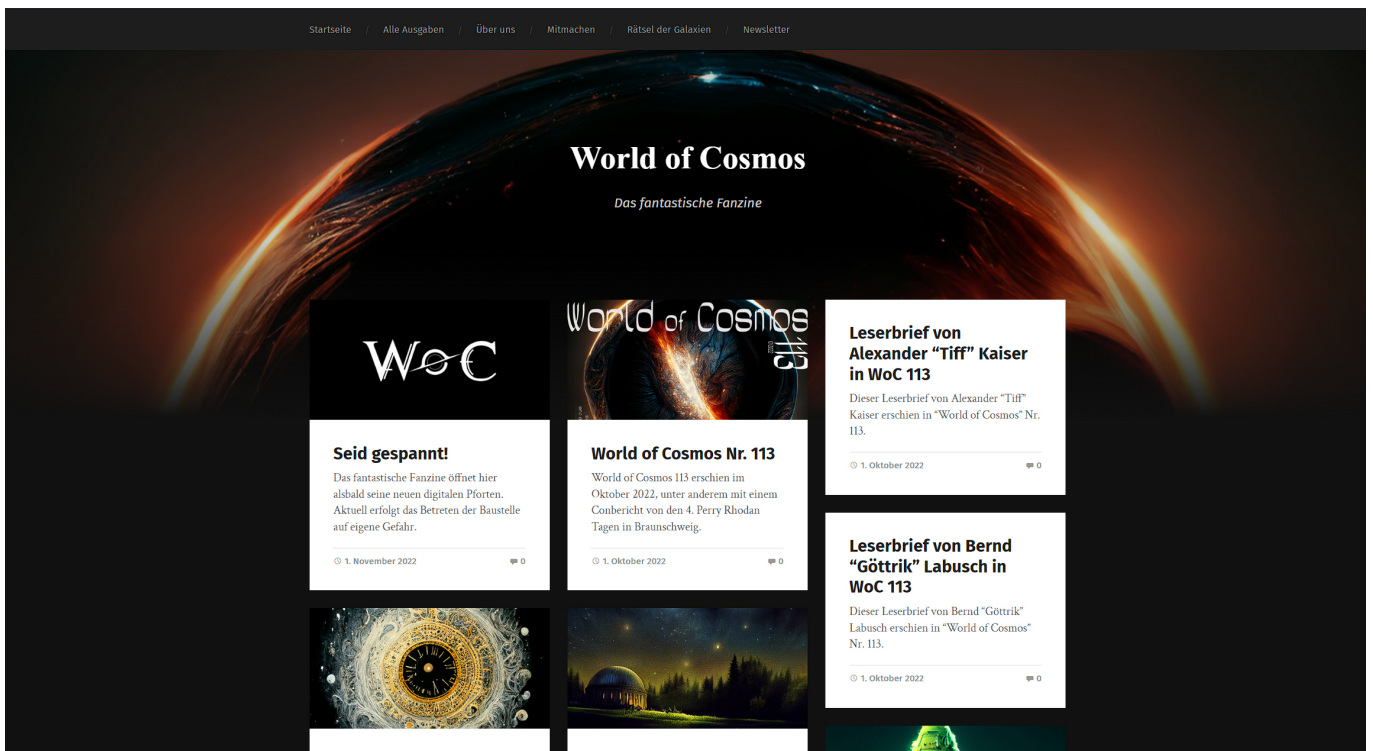 Startseite / Alle Ausgaben / Über uns / Mitmachen / Rätsel der Galaxien / Newsletter
World of Cosmos
Das fantastische Fanzine
WoC
Seid gespannt!
Das fantastische Fanzine öffnet hier
alsbald seine neuen digitalen Pforten.
Aktuell erfolgt das Betreten der Baustelle
auf eigene Gefahr.
1. November 2022
0
World of Cosmos
113
World of Cosmos Nr. 113
World of Cosmos 113 erschien im
Oktober 2022, unter anderem mit einem
Conbericht von den 4. Perry Rhodan
Tagen in Braunschweig.
1. Oktober 2022
0
Leserbrief von
Alexander “Tiff” Kaiser
in WoC 113
Dieser Leserbrief von Alexander “Tiff”
Kaiser erschien in “World of Cosmos” Nr.
113.
1. Oktober 2022
0
Leserbrief von Bernd
“Göttrik” Labusch in
WoC 113
Dieser Leserbrief von Bernd “Göttrik”
Labusch erschien in “World of Cosmos”
Nr. 113.
1. Oktober 2022
0